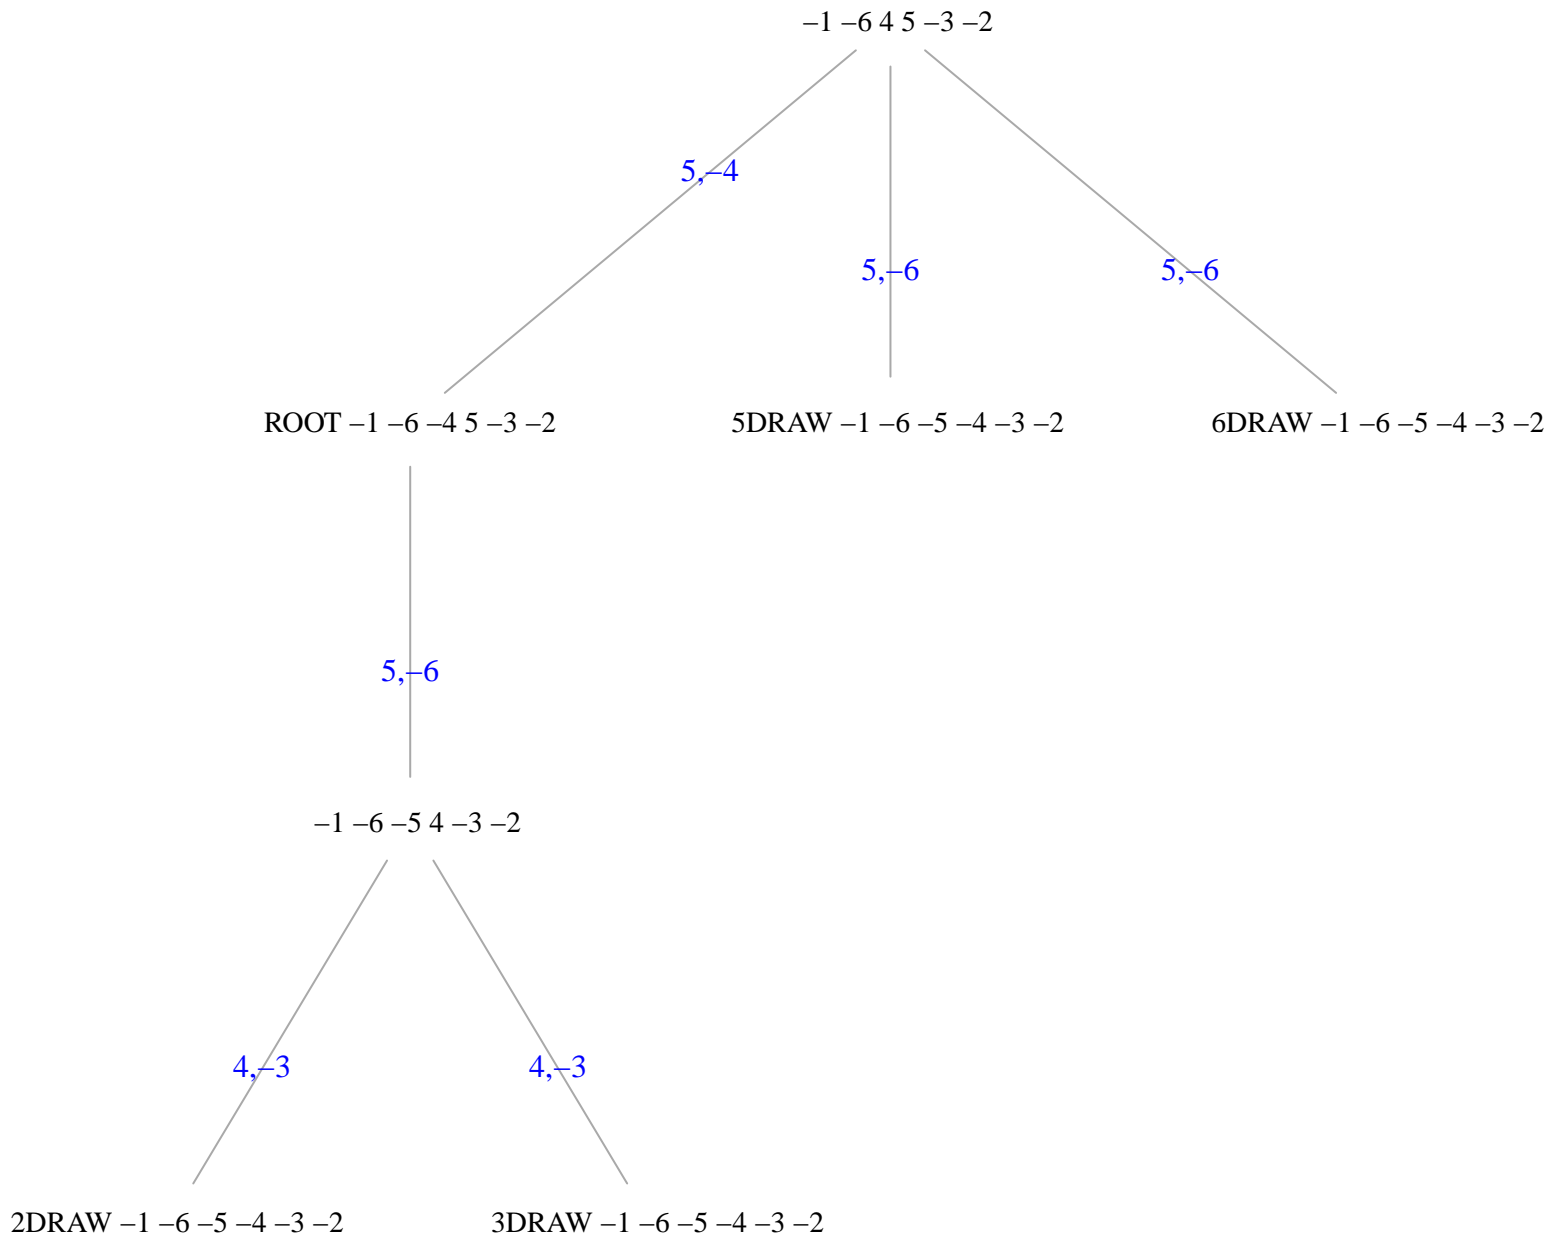 –1 –6 4 5 –3 –2
5,–4
5,–6
5,–6
ROOT –1 –6 –4 5 –3 –2
5DRAW –1 –6 –5 –4 –3 –2
6DRAW –1 –6 –5 –4 –3 –2
5,–6
–1 –6 –5 4 –3 –2
4,–3
4,–3
2DRAW –1 –6 –5 –4 –3 –2
3DRAW –1 –6 –5 –4 –3 –2